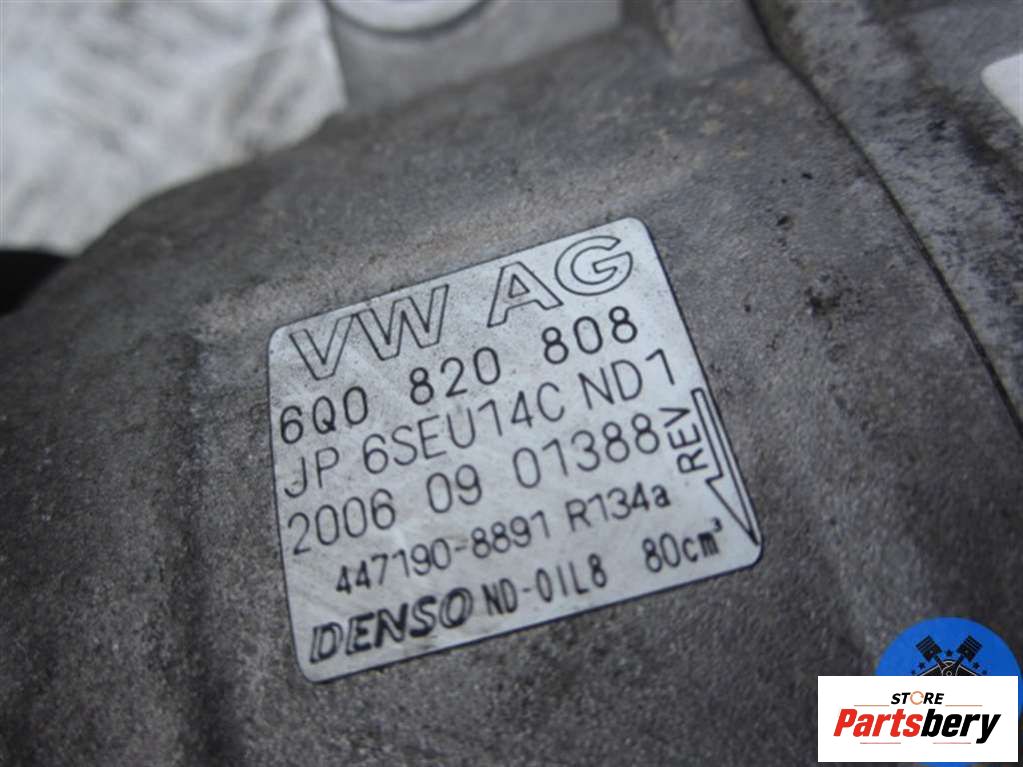 VW AG
6Q0 820 808
JP 6SEU14C ND1
2006 09 01388
REV
447190-8891 R134a
DENSO ND-OIL8 80cm³
STORE
Partsbery